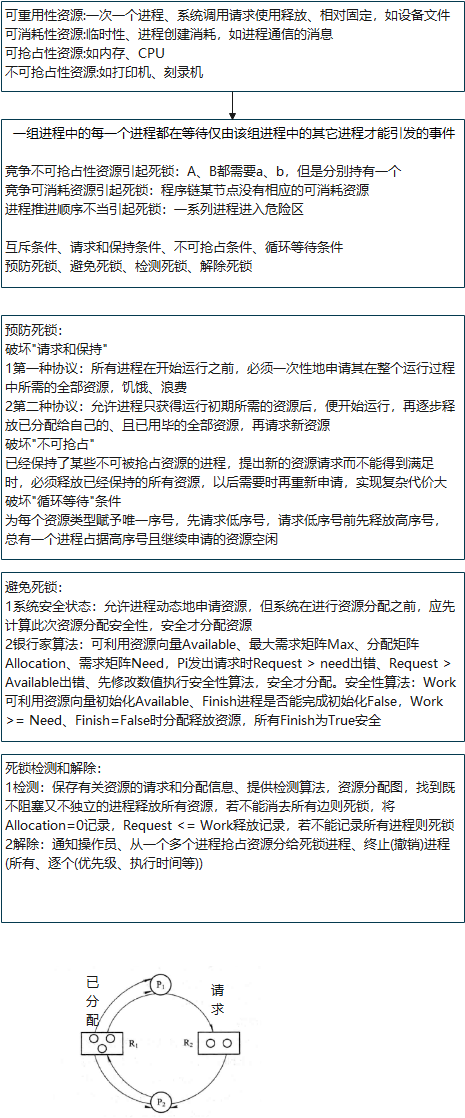 可重用性资源:一次一个进程、系统调用请求使用释放、相对固定，如设备文件
可消耗性资源:临时性、进程创建消耗，如进程通信的消息
可抢占性资源:如内存、CPU
不可抢占性资源:如打印机、刻录机
一组进程中的每一个进程都在等待仅由该组进程中的其它进程才能引发的事件
竞争不可抢占性资源引起死锁：A、B都需要a、b，但是分别持有一个
竞争可消耗资源引起死锁：程序链某节点没有相应的可消耗资源
进程推进顺序不当引起死锁：一系列进程进入危险区
互斥条件、请求和保持条件、不可抢占条件、循环等待条件
预防死锁、避免死锁、检测死锁、解除死锁
预防死锁：
破坏"请求和保持"
1第一种协议：所有进程在开始运行之前，必须一次性地申请其在整个运行过程
中所需的全部资源，饥饿、浪费
2第二种协议：允许进程只获得运行初期所需的资源后，便开始运行，再逐步释
放已分配给自己的、且已用毕的全部资源，再请求新资源
破坏"不可抢占"
已经保持了某些不可被抢占资源的进程，提出新的资源请求而不能得到满足
时，必须释放已经保持的所有资源，以后需要时再重新申请，实现复杂代价大
破坏"循环等待"条件
为每个资源类型赋予唯一序号，先请求低序号，请求低序号前先释放高序号，
总有一个进程占据高序号且继续申请的资源空闲
避免死锁：
1系统安全状态：允许进程动态地申请资源，但系统在进行资源分配之前，应先
计算此次资源分配安全性，安全才分配资源
2银行家算法：可利用资源向量Available、最大需求矩阵Max、分配矩阵
Allocation、需求矩阵Need，Pi发出请求时Request > need出错、Request >
Available出错、先修改数值执行安全性算法，安全才分配。安全性算法：Work
可利用资源向量初始化Available、Finish进程是否能完成初始化False，Work
>= Need、Finish=False时分配释放资源，所有Finish为True安全
死锁检测和解除：
1检测：保存有关资源的请求和分配信息、提供检测算法，资源分配图，找到既
不阻塞又不独立的进程释放所有资源，若不能消去所有边则死锁，将
Allocation=0记录，Request <= Work释放记录，若不能记录所有进程则死锁
2解除：通知操作员、从一个多个进程抢占资源分给死锁进程、终止(撤销)进程
(所有、逐个(优先级、执行时间等))
已分配
请求
P1
R1
R2
P2